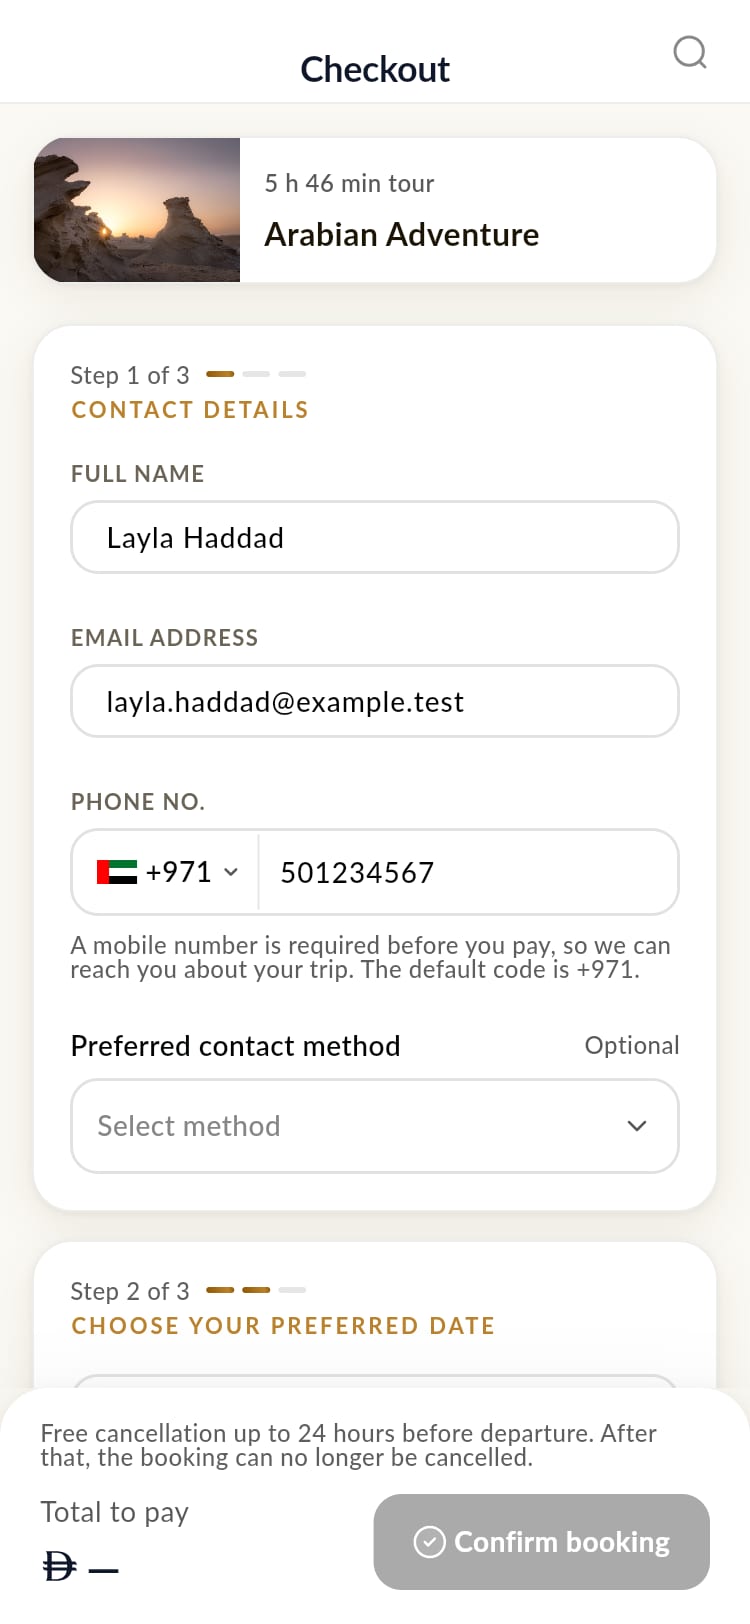 Checkout
5 h 46 min tour
Arabian Adventure
Step 1 of 3
CONTACT DETAILS
FULL NAME
Layla Haddad
EMAIL ADDRESS
layla.haddad@example.test
PHONE NO.
+971 501234567
A mobile number is required before you pay, so we can
reach you about your trip. The default code is +971.
Preferred contact method Optional
Select method
Step 2 of 3
CHOOSE YOUR PREFERRED DATE
Free cancellation up to 24 hours before departure. After
that, the booking can no longer be cancelled.
Total to pay
 —
Confirm booking